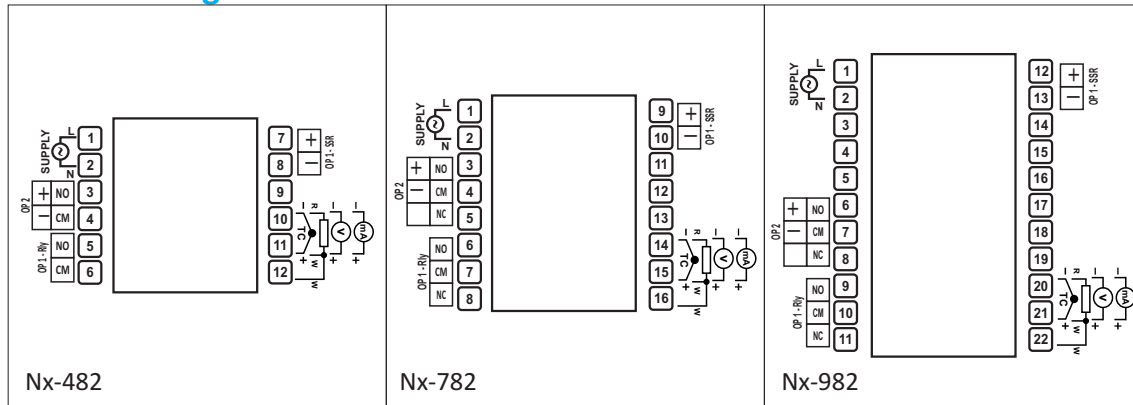 SUPPLY
L
N
1
2
OP2
+ NO
3
− CM
4
OP1-Rly
NO
5
CM
6
7
+
8
−
OP1-SSR
9
10
11
12
− R − −
TC V mA
+ W + +
W
Nx-482
SUPPLY
L
N
1
2
OP2
+ NO
3
− CM
4
NC
5
OP1-Rly
NO
6
CM
7
NC
8
9
+
10
−
OP1-SSR
11
12
13
14
15
16
− R − −
TC V mA
+ W + +
W
Nx-782
SUPPLY
L
N
1
2
3
4
5
OP2
+ NO
6
− CM
7
NC
8
OP1-Rly
NO
9
CM
10
NC
11
12
+
13
−
OP1-SSR
14
15
16
17
18
19
20
21
22
− R − −
TC V mA
+ W + +
W
Nx-982